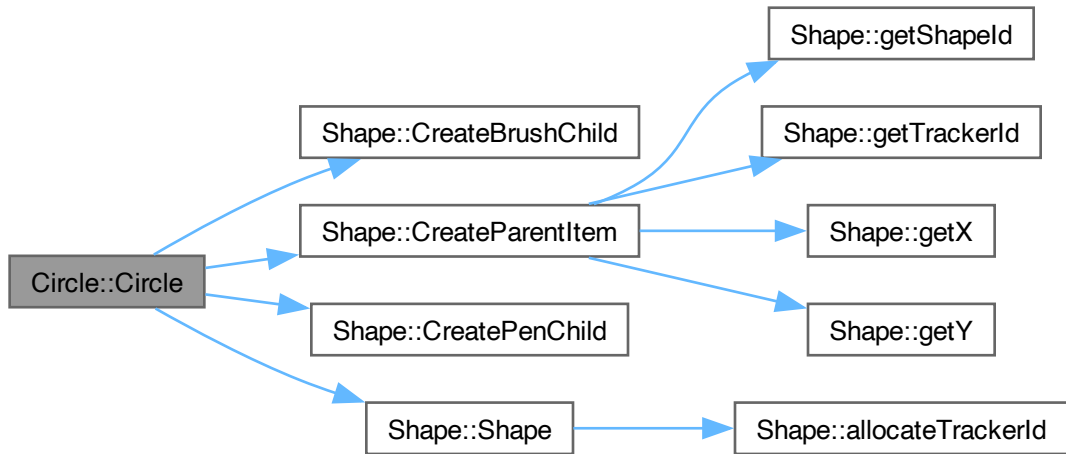 Shape::getShapeId
Shape::CreateBrushChild
Shape::getTrackerId
Shape::CreateParentItem
Shape::getX
Circle::Circle
Shape::CreatePenChild
Shape::getY
Shape::Shape
Shape::allocateTrackerId